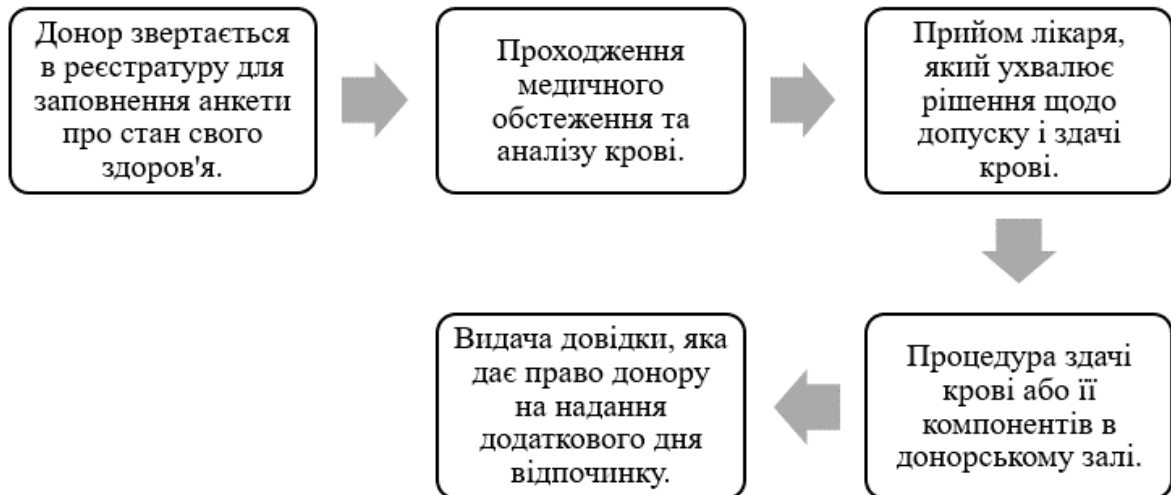 Донор звертається
в реєстратуру для
заповнення анкети
про стан свого
здоров'я.
Проходження
медичного
обстеження та
аналізу крові.
Прийом лікаря,
який ухвалює
рішення щодо
допуску і здачі
крові.
Процедура здачі
крові або її
компонентів в
донорському залі.
Видача довідки, яка
дає право донору
на надання
додаткового дня
відпочинку.